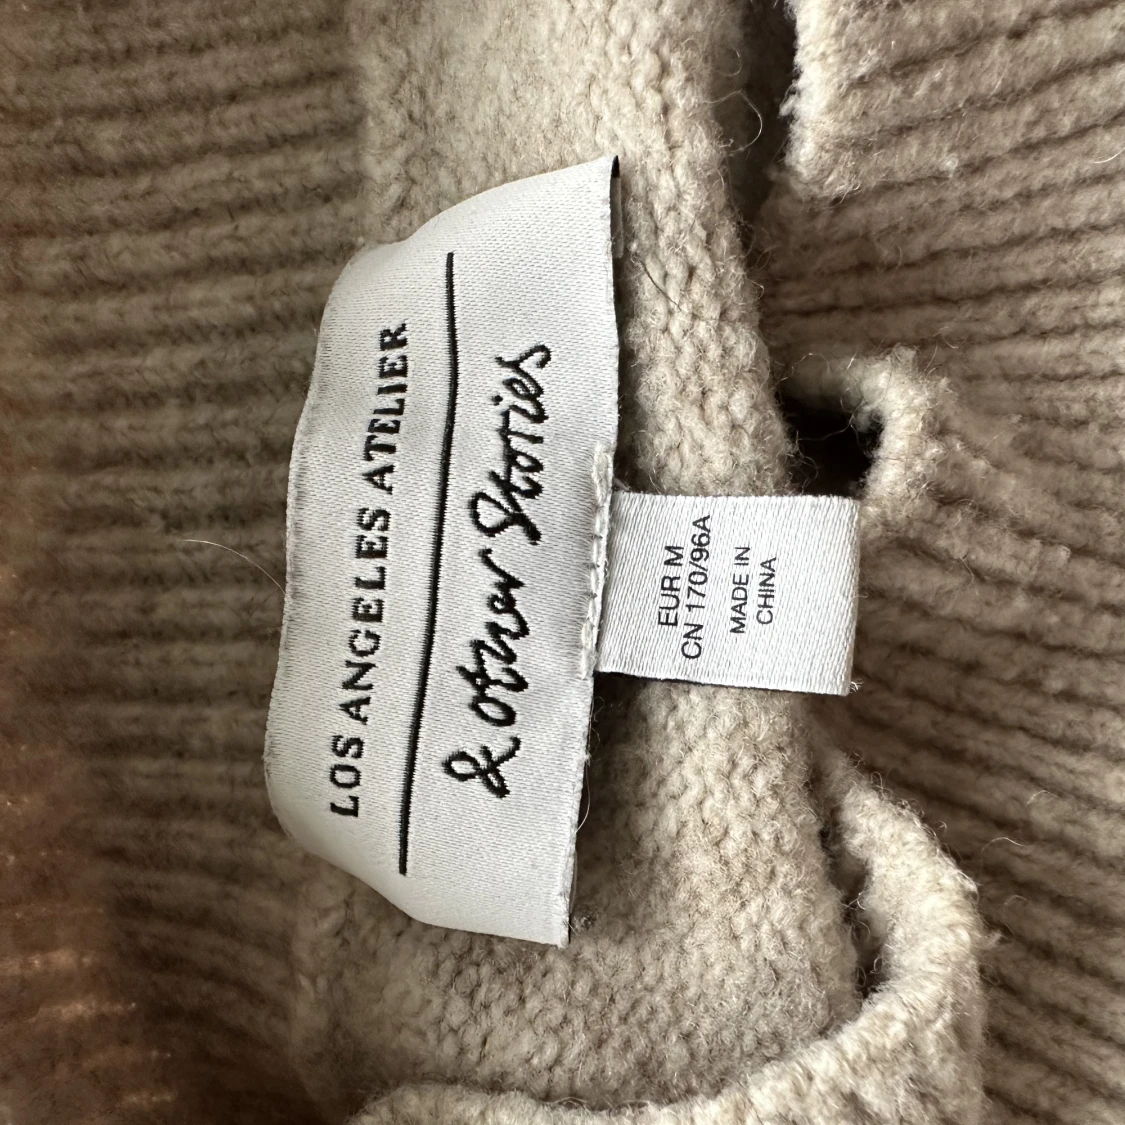 LOS ANGELES ATELIER
& other Stories
EUR M
CN 170/96A
MADE IN
CHINA